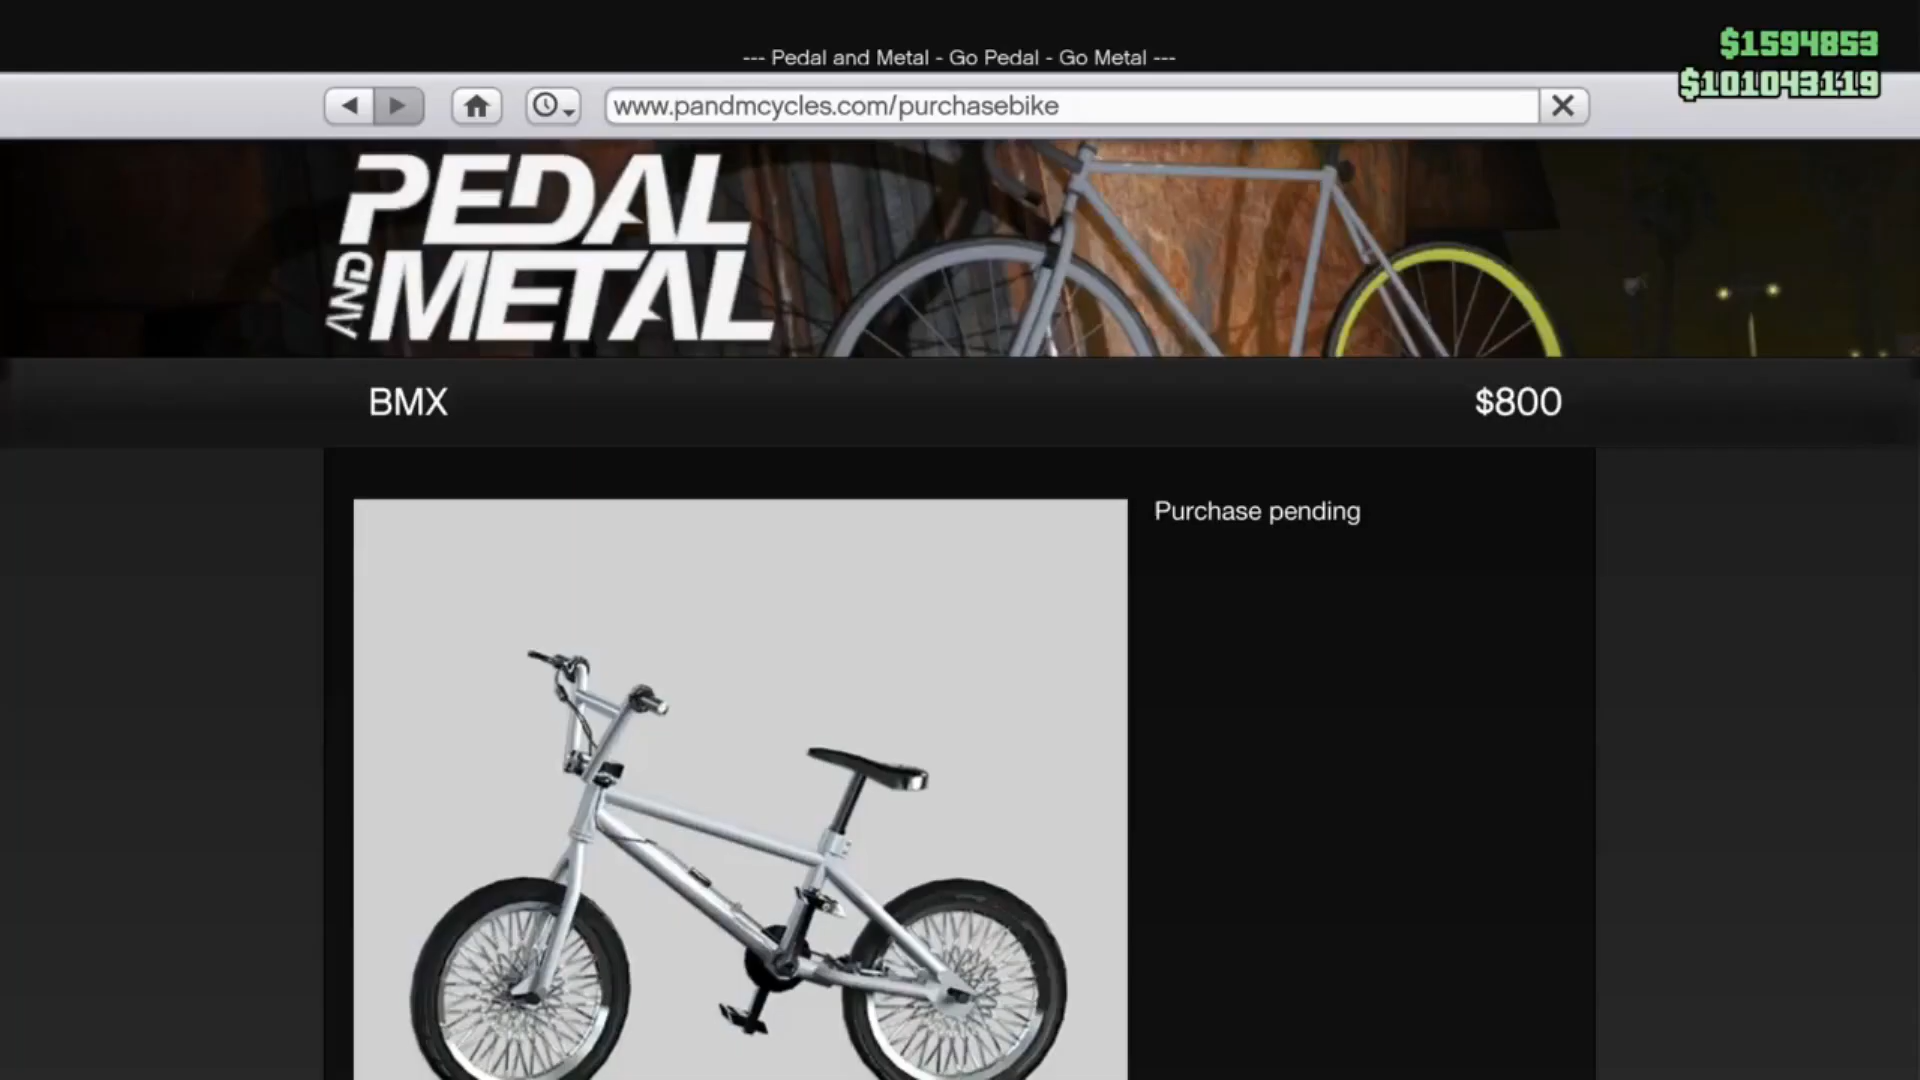 --- Pedal and Metal - Go Pedal - Go Metal ---
$1594853
$101043119
www.pandmcycles.com/purchasebike
PEDAL
AND METAL
BMX $800
Purchase pending